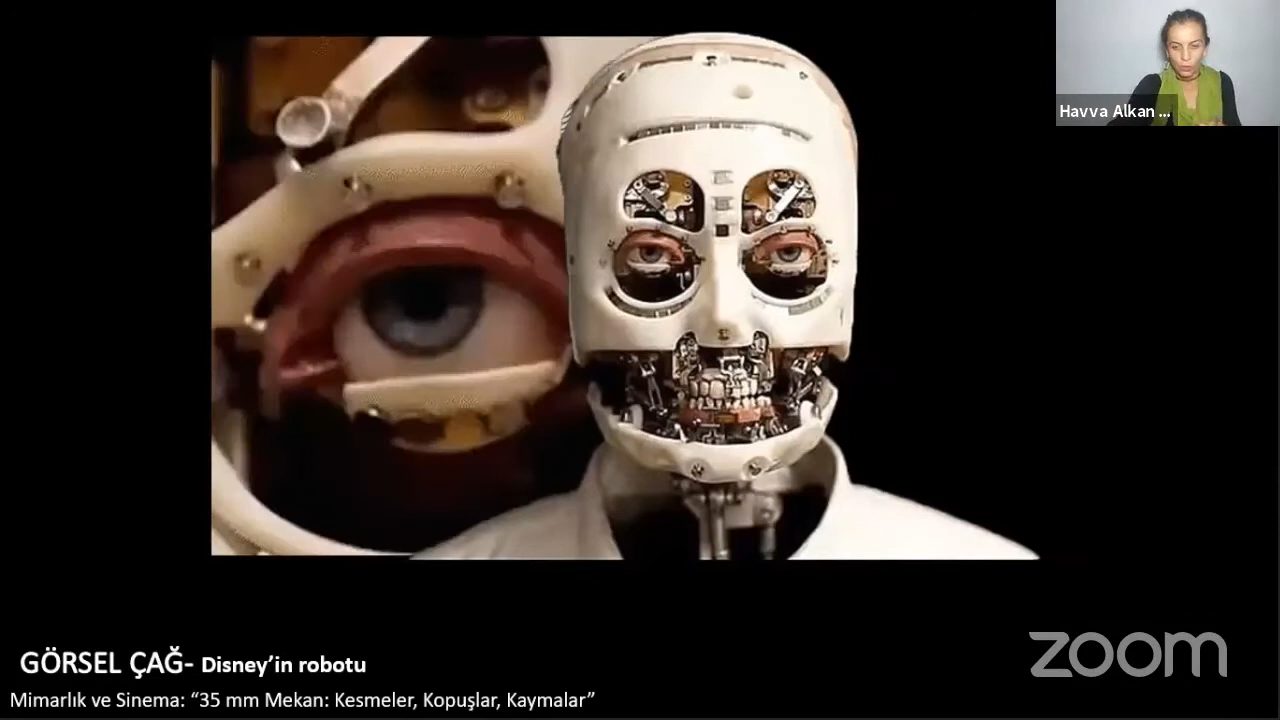 Havva Alkan ...
GÖRSEL ÇAĞ- Disney’in robotu
Mimarlık ve Sinema: “35 mm Mekan: Kesmeler, Kopuşlar, Kaymalar”
zoom